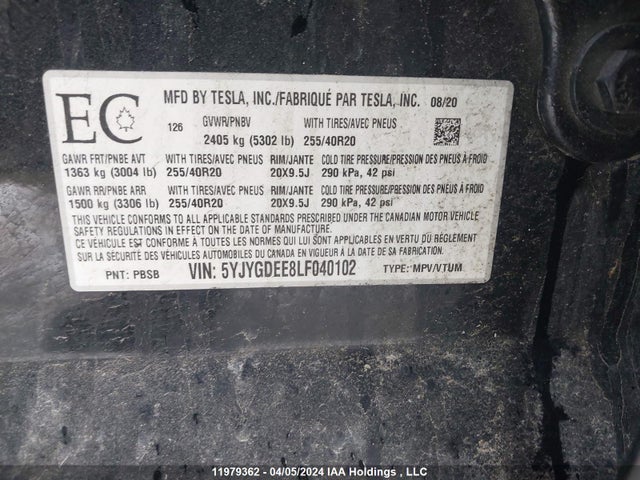 EC
MFD BY TESLA, INC./FABRIQUÉ PAR TESLA, INC. 08/20
126 GVWR/PNBV WITH TIRES/AVEC PNEUS
2405 kg (5302 lb) 255/40R20
GAWR FRT/PNBE AVT WITH TIRES/AVEC PNEUS RIM/JANTE COLD TIRE PRESSURE/PRESSION DES PNEUS À FROID
1363 kg (3004 lb) 255/40R20 20X9.5J 290 kPa, 42 psi
GAWR RR/PNBE ARR WITH TIRES/AVEC PNEUS RIM/JANTE COLD TIRE PRESSURE/PRESSION DES PNEUS À FROID
1500 kg (3306 lb) 255/40R20 20X9.5J 290 kPa, 42 psi
THIS VEHICLE CONFORMS TO ALL APPLICABLE STANDARDS PRESCRIBED UNDER THE CANADIAN MOTOR VEHICLE
SAFETY REGULATIONS IN EFFECT ON THE DATE OF MANUFACTURE.
CE VÉHICULE EST CONFORME À TOUTES LES NORMES QUI LUI SONT APPLICABLES EN VERTU DU RÈGLEMENT
SUR LA SÉCURITÉ DES VÉHICULES AUTOMOBILES DU CANADA EN VIGUEUR À LA DATE DE SA FABRICATION.
PNT: PBSB VIN: 5YJYGDEE8LF040102 TYPE: MPV/VTUM
11979362 - 04/05/2024 IAA Holdings , LLC